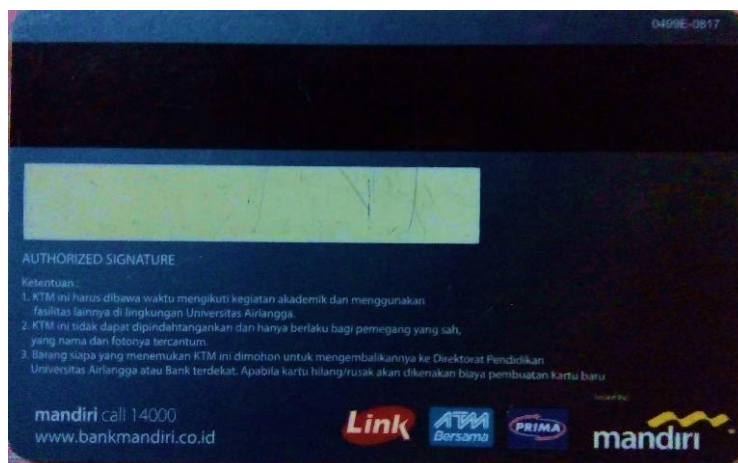 0499E-0817
AUTHORIZED SIGNATURE
Ketentuan :
1. KTM ini harus dibawa waktu mengikuti kegiatan akademik dan menggunakan
fasilitas lainnya di lingkungan Universitas Airlangga.
2. KTM ini tidak dapat dipindahtangankan dan hanya berlaku bagi pemegang yang sah,
yang nama dan fotonya tercantum.
3. Barang siapa yang menemukan KTM ini dimohon untuk mengembalikannya ke Direktorat Pendidikan
Universitas Airlangga atau Bank terdekat. Apabila kartu hilang/rusak akan dikenakan biaya pembuatan kartu baru
Issued By:
mandiri call 14000
www.bankmandiri.co.id
Link
ATM
Bersama
PRIMA
mandırı